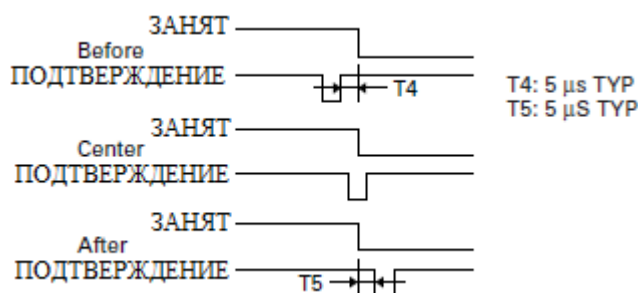 ЗАНЯТ
Before
ПОДТВЕРЖДЕНИЕ
T4
T4: 5 μs TYP
T5: 5 μS TYP
ЗАНЯТ
Center
ПОДТВЕРЖДЕНИЕ
ЗАНЯТ
After
ПОДТВЕРЖДЕНИЕ
T5